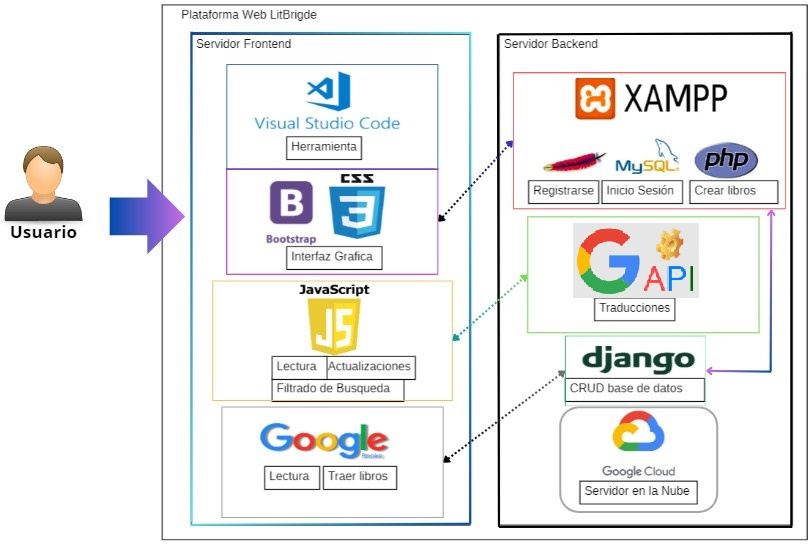 Plataforma Web LitBrigde
Servidor Frontend
Visual Studio Code
Herramienta
CSS
B
3
Bootstrap
Interfaz Grafica
JavaScript
JS
Lectura
Actualizaciones
Filtrado de Busqueda
Google
Books
Lectura
Traer libros
Usuario
Servidor Backend
XAMPP
MySQL
php
Registrarse
Inicio Sesión
Crear libros
G API
Traducciones
django
CRUD base de datos
Google Cloud
Servidor en la Nube